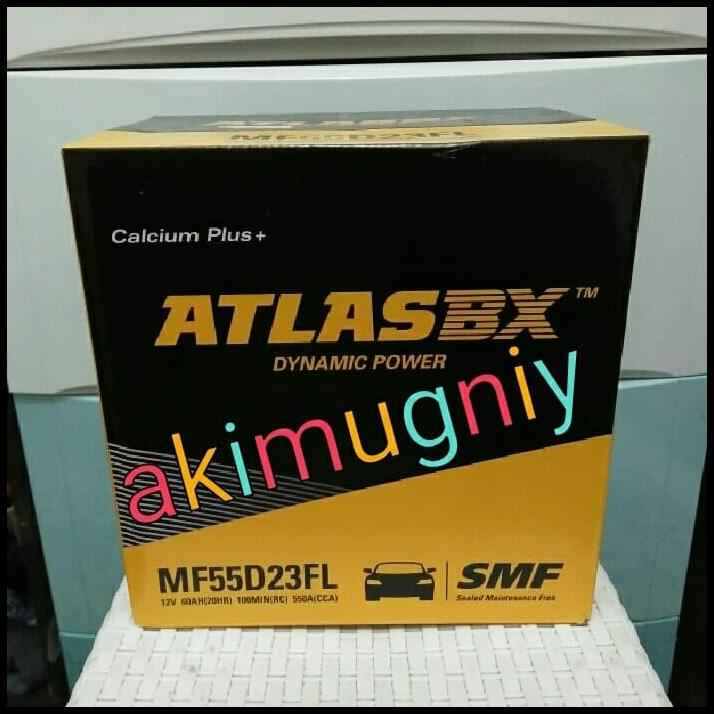 ATLASBX
MF55D23FL
Calcium Plus+
ATLASBX™
DYNAMIC POWER
akimugniy
MF55D23FL
12V 60AH(20HR) 100MIN(RC) 550A(CCA)
SMF
Sealed Maintenance Free